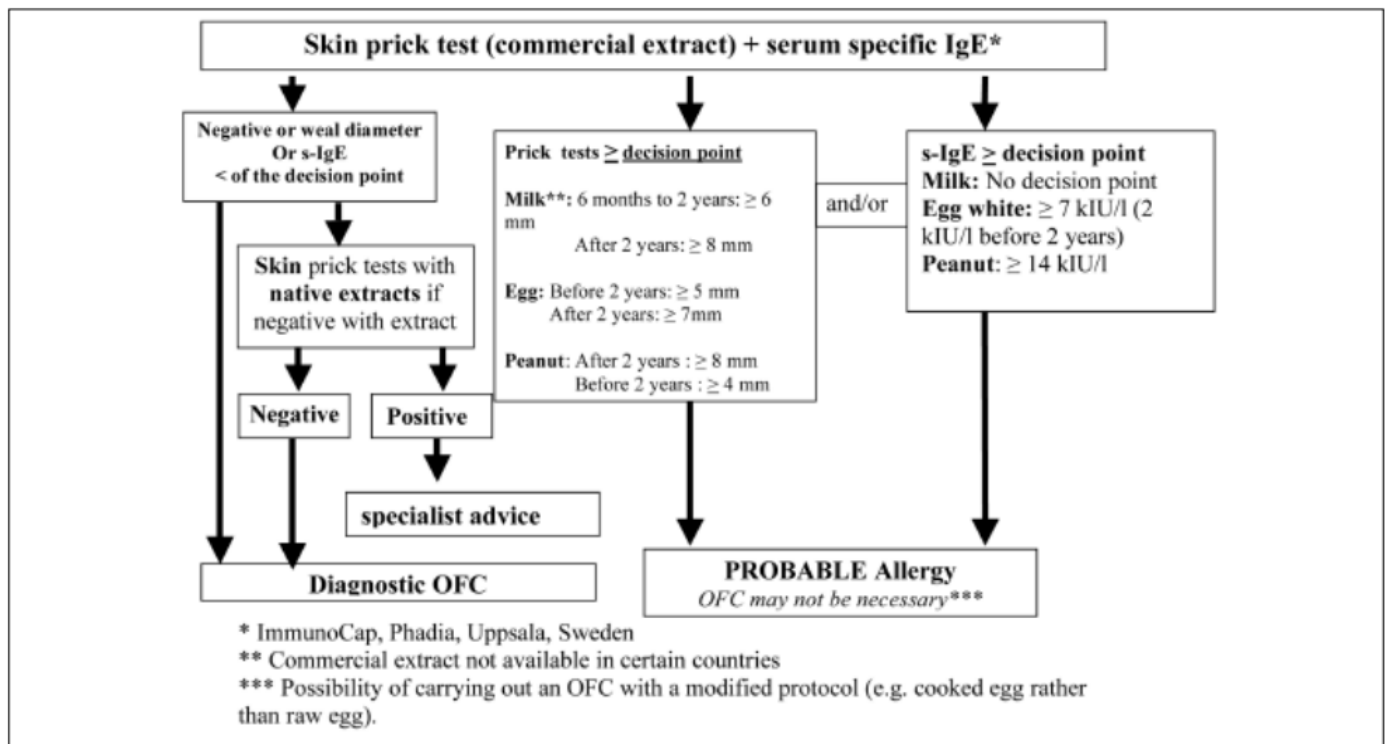 Skin prick test (commercial extract) + serum specific IgE*
Negative or weal diameter
Or s-IgE
< of the decision point
Skin prick tests with
native extracts if
negative with extract
Negative
Positive
specialist advice
Diagnostic OFC
Prick tests ≥ decision point
Milk**: 6 months to 2 years: ≥ 6
mm
After 2 years: ≥ 8 mm
Egg: Before 2 years: ≥ 5 mm
After 2 years: ≥ 7mm
Peanut: After 2 years : ≥ 8 mm
Before 2 years : ≥ 4 mm
and/or
s-IgE ≥ decision point
Milk: No decision point
Egg white: ≥ 7 kIU/l (2
kIU/l before 2 years)
Peanut: ≥ 14 kIU/l
PROBABLE Allergy
OFC may not be necessary***
* ImmunoCap, Phadia, Uppsala, Sweden
** Commercial extract not available in certain countries
*** Possibility of carrying out an OFC with a modified protocol (e.g. cooked egg rather
than raw egg).